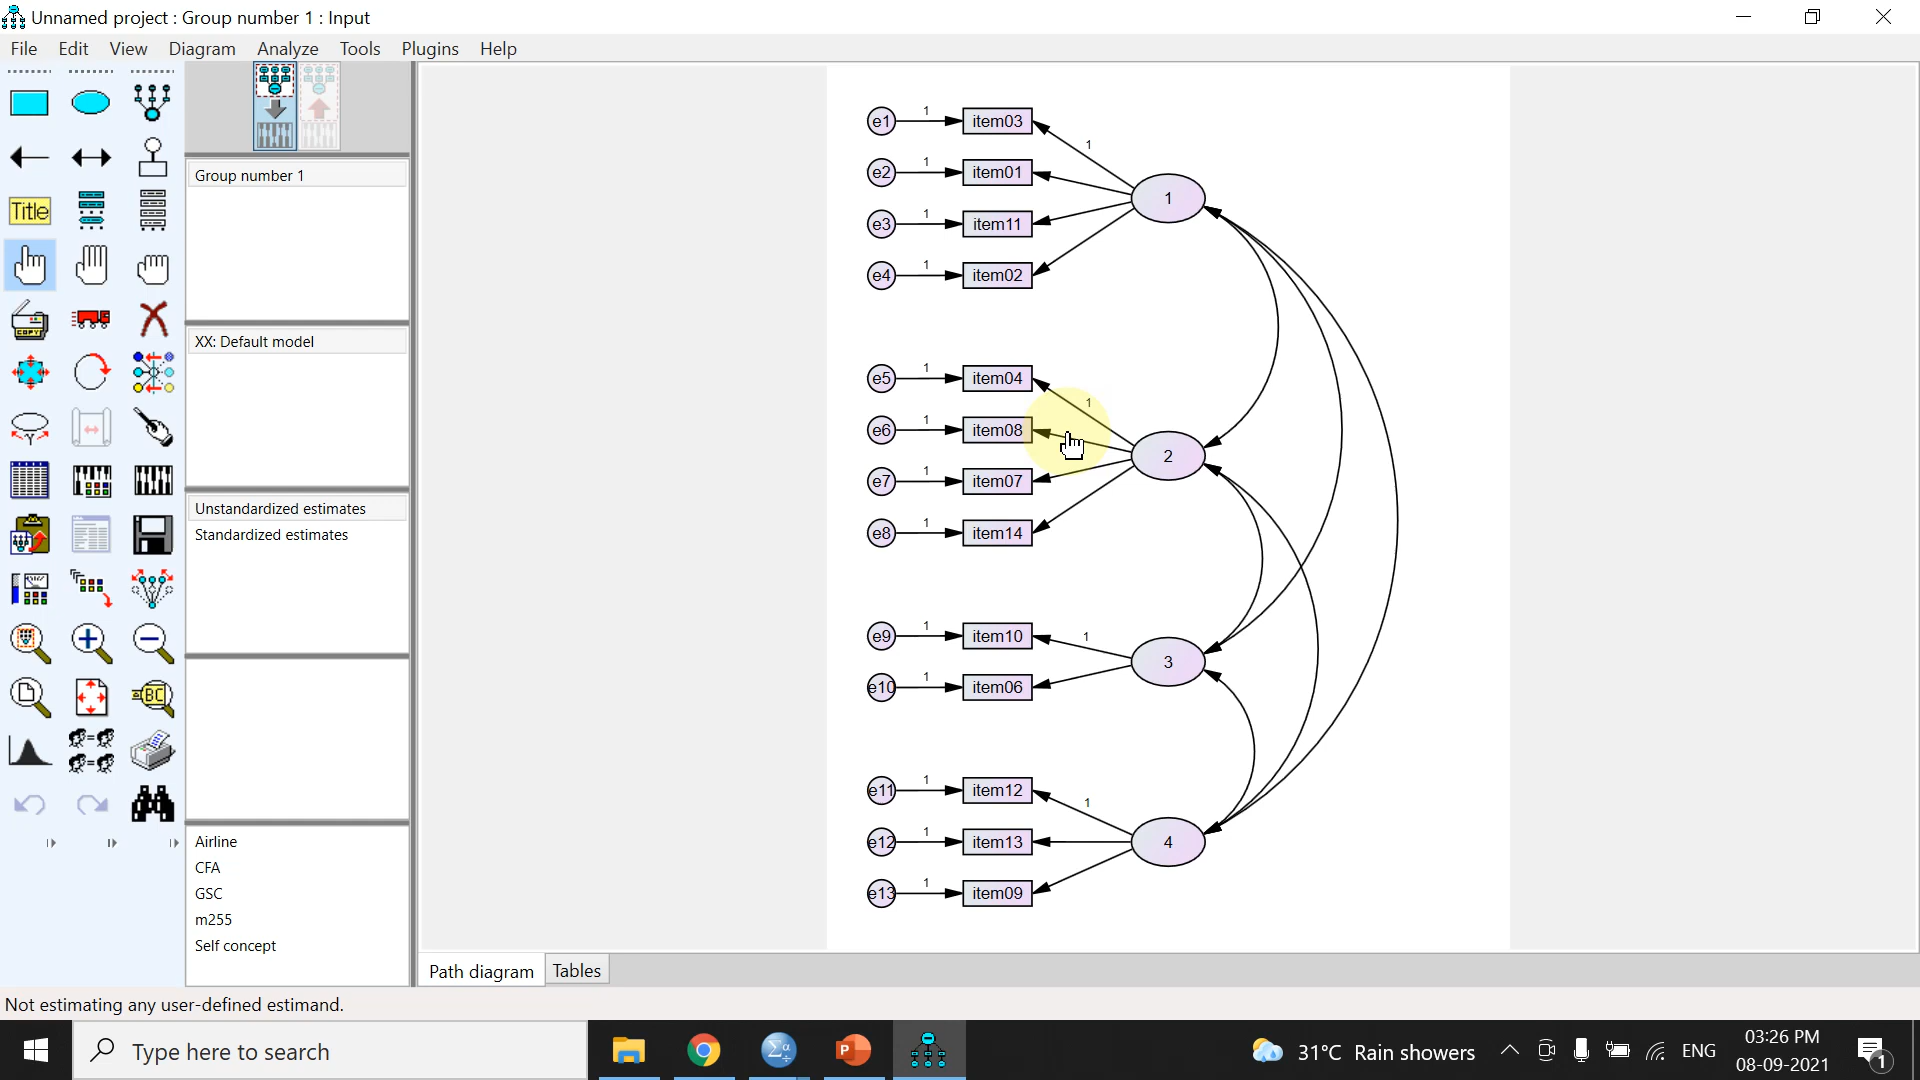 Unnamed project : Group number 1 : Input
File Edit View Diagram Analyze Tools Plugins Help
Title
COPY
γ
BC
Group number 1
XX: Default model
Unstandardized estimates
Standardized estimates
Airline
CFA
GSC
m255
Self concept
e1 1 item03 1
e2 1 item01
1
e3 1 item11
e4 1 item02
e5 1 item04 1
e6 1 item08
2
e7 1 item07
e8 1 item14
e9 1 item10 1
3
e10 1 item06
e11 1 item12 1
e12 1 item13
4
e13 1 item09
Path diagram Tables
Not estimating any user-defined estimand.
Type here to search
Σα
P
31°C Rain showers
ENG
03:26 PM
08-09-2021
1